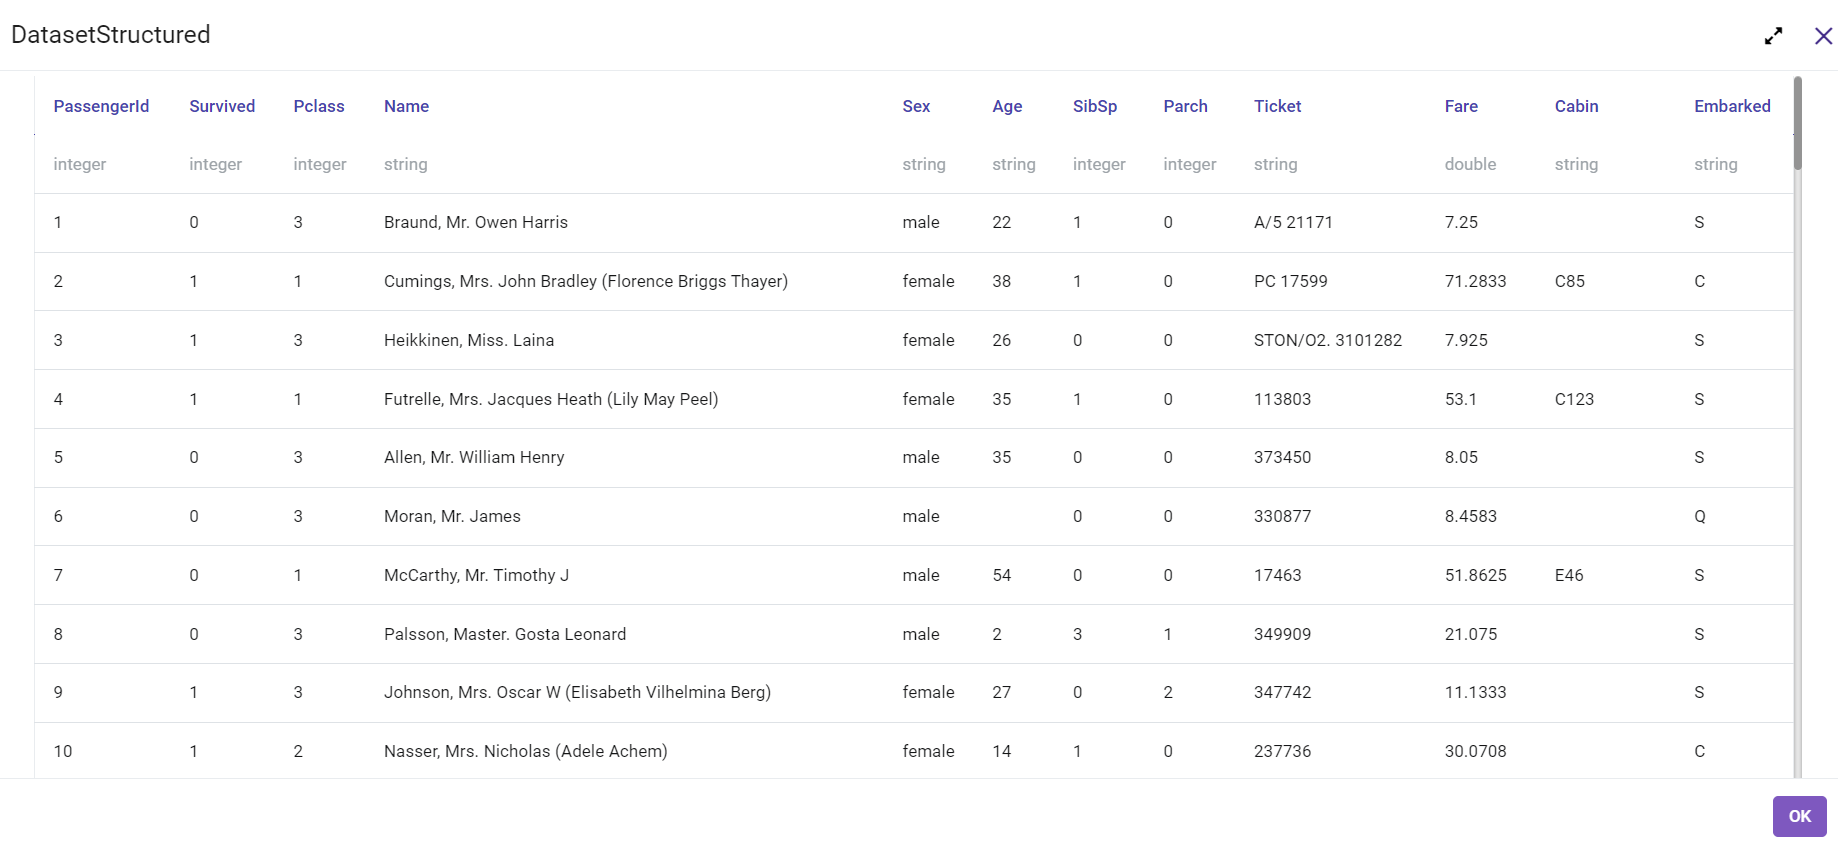 DatasetStructured
PassengerId Survived Pclass Name Sex Age SibSp Parch Ticket Fare Cabin Embarked
integer integer integer string string string integer integer string double string string
1 0 3 Braund, Mr. Owen Harris male 22 1 0 A/5 21171 7.25 S
2 1 1 Cumings, Mrs. John Bradley (Florence Briggs Thayer) female 38 1 0 PC 17599 71.2833 C85 C
3 1 3 Heikkinen, Miss. Laina female 26 0 0 STON/O2. 3101282 7.925 S
4 1 1 Futrelle, Mrs. Jacques Heath (Lily May Peel) female 35 1 0 113803 53.1 C123 S
5 0 3 Allen, Mr. William Henry male 35 0 0 373450 8.05 S
6 0 3 Moran, Mr. James male 0 0 330877 8.4583 Q
7 0 1 McCarthy, Mr. Timothy J male 54 0 0 17463 51.8625 E46 S
8 0 3 Palsson, Master. Gosta Leonard male 2 3 1 349909 21.075 S
9 1 3 Johnson, Mrs. Oscar W (Elisabeth Vilhelmina Berg) female 27 0 2 347742 11.1333 S
10 1 2 Nasser, Mrs. Nicholas (Adele Achem) female 14 1 0 237736 30.0708 C
OK